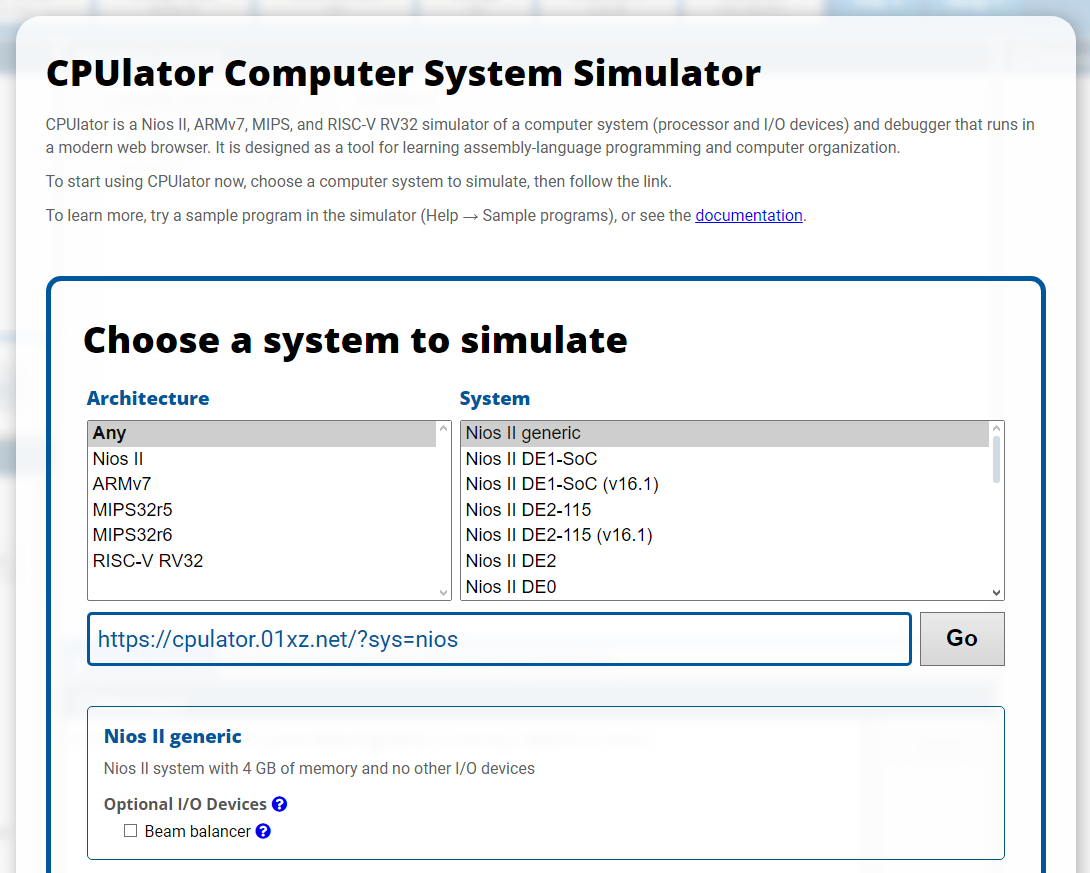 CPUlator Computer System Simulator
CPUlator is a Nios II, ARMv7, MIPS, and RISC-V RV32 simulator of a computer system (processor and I/O devices) and debugger that runs in
a modern web browser. It is designed as a tool for learning assembly-language programming and computer organization.
To start using CPUlator now, choose a computer system to simulate, then follow the link.
To learn more, try a sample program in the simulator (Help → Sample programs), or see the documentation.
Choose a system to simulate
Architecture
System
Any
Nios II
ARMv7
MIPS32r5
MIPS32r6
RISC-V RV32
Nios II generic
Nios II DE1-SoC
Nios II DE1-SoC (v16.1)
Nios II DE2-115
Nios II DE2-115 (v16.1)
Nios II DE2
Nios II DE0
https://cpulator.01xz.net/?sys=nios
Go
Nios II generic
Nios II system with 4 GB of memory and no other I/O devices
Optional I/O Devices ?
Beam balancer ?